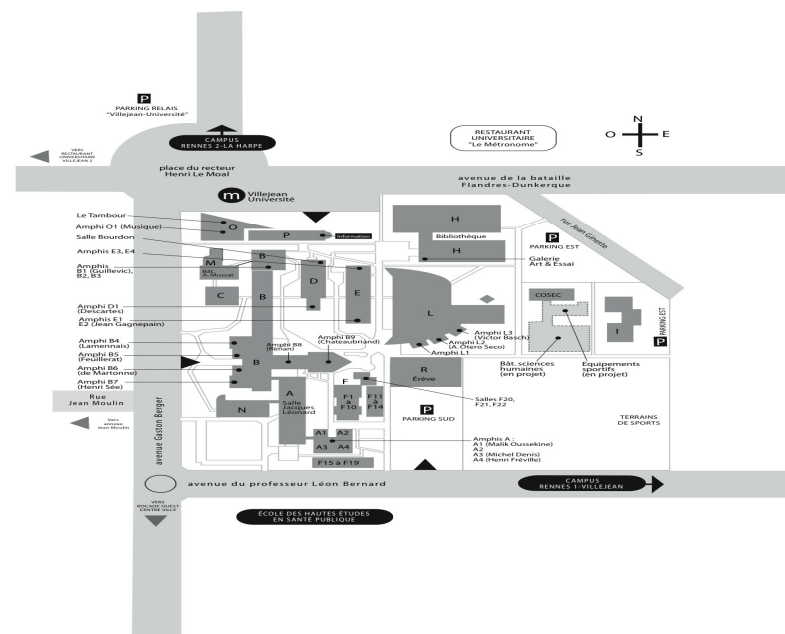 P
PARKING RELAIS
"Villejean-Université"
CAMPUS
RENNES 2-LA HARPE
RESTAURANT
UNIVERSITAIRE
"Le Métronome"
N
O
E
S
VERS
RESTAURANT
UNIVERSITAIRE
VILLEJEAN 2
place du recteur
Henri Le Moal
avenue de la bataille
Flandres-Dunkerque
m
Villejean
Université
rue Jean Ginette
Le Tambour
Amphi O1 (Musique)
Salle Bourdon
Amphis E3, E4
Amphis
B1 (Guillevic),
B2, B3
Amphi D1
(Descartes)
Amphis E1
E2 (Jean Gagnepain)
Amphi B4
(Lamennais)
Amphi B5
(Feuillerat)
Amphi B6
(de Martonne)
Amphi B7
(Henri Sée)
O
P
Information
M
Bât.
A. Mussat
B
D
C
B
E
H
Bibliothèque
H
Galerie
Art & Essai
P
PARKING EST
COSEC
L
I
PARKING EST
P
Amphi L3
(Victor Basch)
Amphi L2
(A. Otero Seco)
Amphi L1
Bât. sciences
humaines
(en projet)
Equipements
sportifs
(en projet)
Amphi B8
(Renan)
Amphi B9
(Chateaubriand)
B
R
Erève
A
Salle
Jacques
Léonard
F
F1
à
F10
F11
à
F14
Salles F20,
F21, F22
P
PARKING SUD
TERRAINS
DE SPORTS
Rue
Jean Moulin
Vers
annexe
Jean Moulin
avenue Gaston Berger
N
A1
A2
A3
A4
Amphis A :
A1 (Malik Oussekine)
A2
A3 (Michel Denis)
A4 (Henri Fréville)
F15 à F19
avenue du professeur Léon Bernard
CAMPUS
RENNES 1-VILLEJEAN
VERS
ROCADE OUEST
CENTRE VILLE
ÉCOLE DES HAUTES ÉTUDES
EN SANTÉ PUBLIQUE